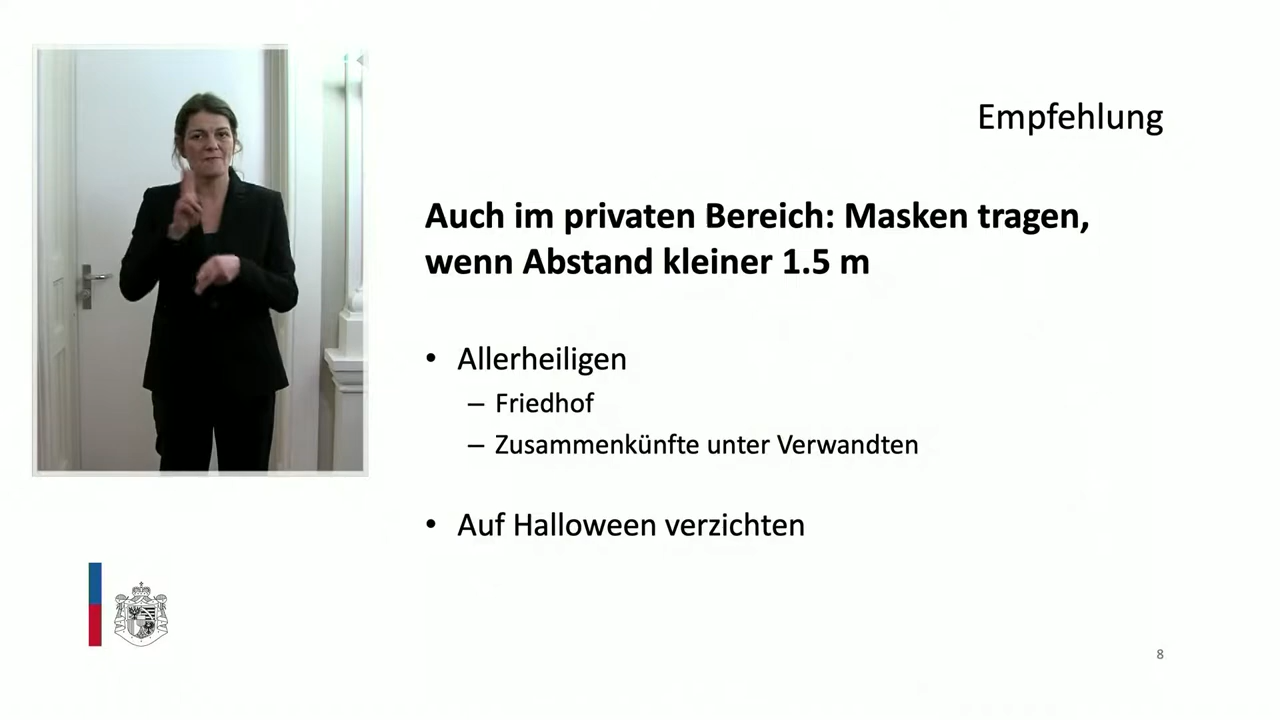 Empfehlung
Auch im privaten Bereich: Masken tragen,
wenn Abstand kleiner 1.5 m
• Allerheiligen
– Friedhof
– Zusammenkünfte unter Verwandten
• Auf Halloween verzichten
8